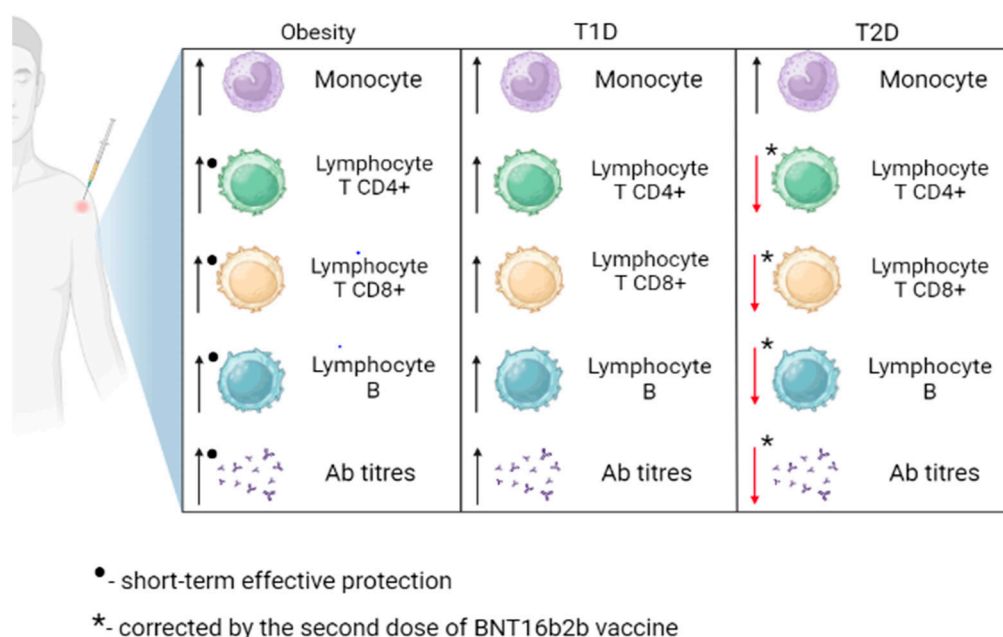 Obesity T1D T2D
Monocyte Monocyte Monocyte
Lymphocyte Lymphocyte Lymphocyte
T CD4+ T CD4+ T CD4+
Lymphocyte Lymphocyte Lymphocyte
T CD8+ T CD8+ T CD8+
Lymphocyte Lymphocyte Lymphocyte
B B B
Ab titres Ab titres Ab titres
•- short-term effective protection
*- corrected by the second dose of BNT16b2b vaccine